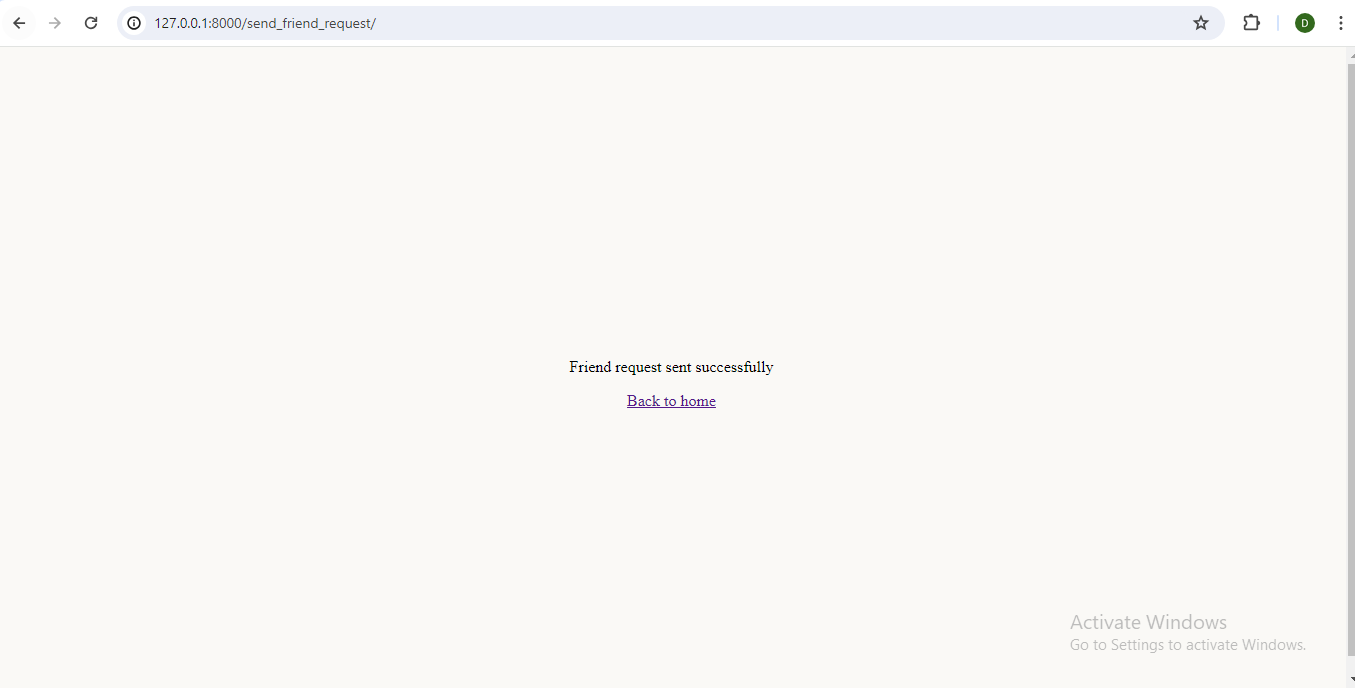 127.0.0.1:8000/send_friend_request/
D
Friend request sent successfully
Back to home
Activate Windows
Go to Settings to activate Windows.